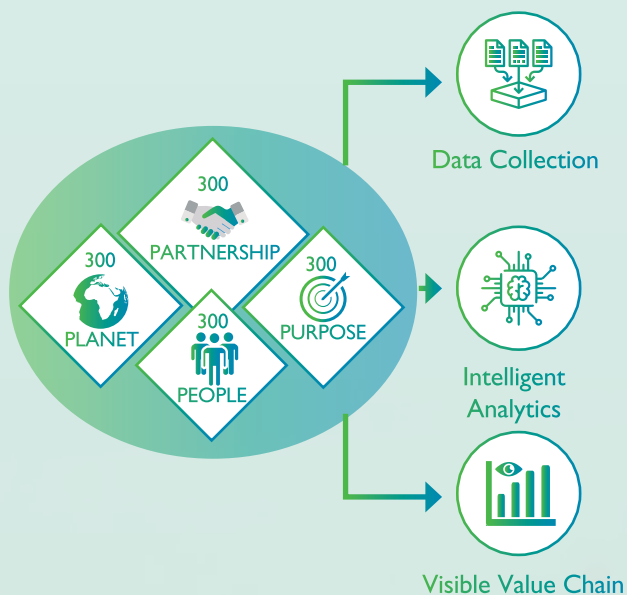 300
PARTNERSHIP
300
PLANET
300
PEOPLE
300
PURPOSE
Data Collection
Intelligent
Analytics
Visible Value Chain